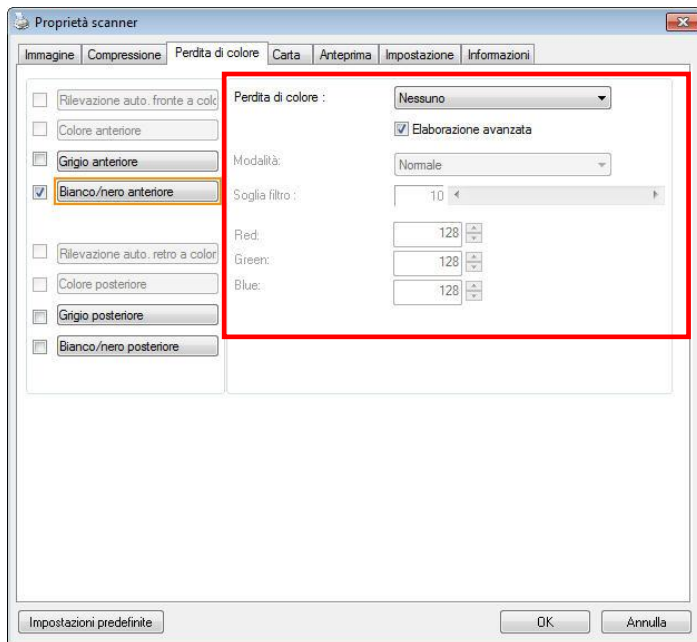 Proprietà scanner
Immagine Compressione Perdita di colore Carta Anteprima Impostazione Informazioni
Rilevazione auto. fronte a colo
Colore anteriore
Grigio anteriore
Bianco/nero anteriore
Rilevazione auto. retro a color
Colore posteriore
Grigio posteriore
Bianco/nero posteriore
Perdita di colore : Nessuno
Elaborazione avanzata
Modalità: Normale
Soglia filtro : 10
Red: 128
Green: 128
Blue: 128
Impostazioni predefinite OK Annulla